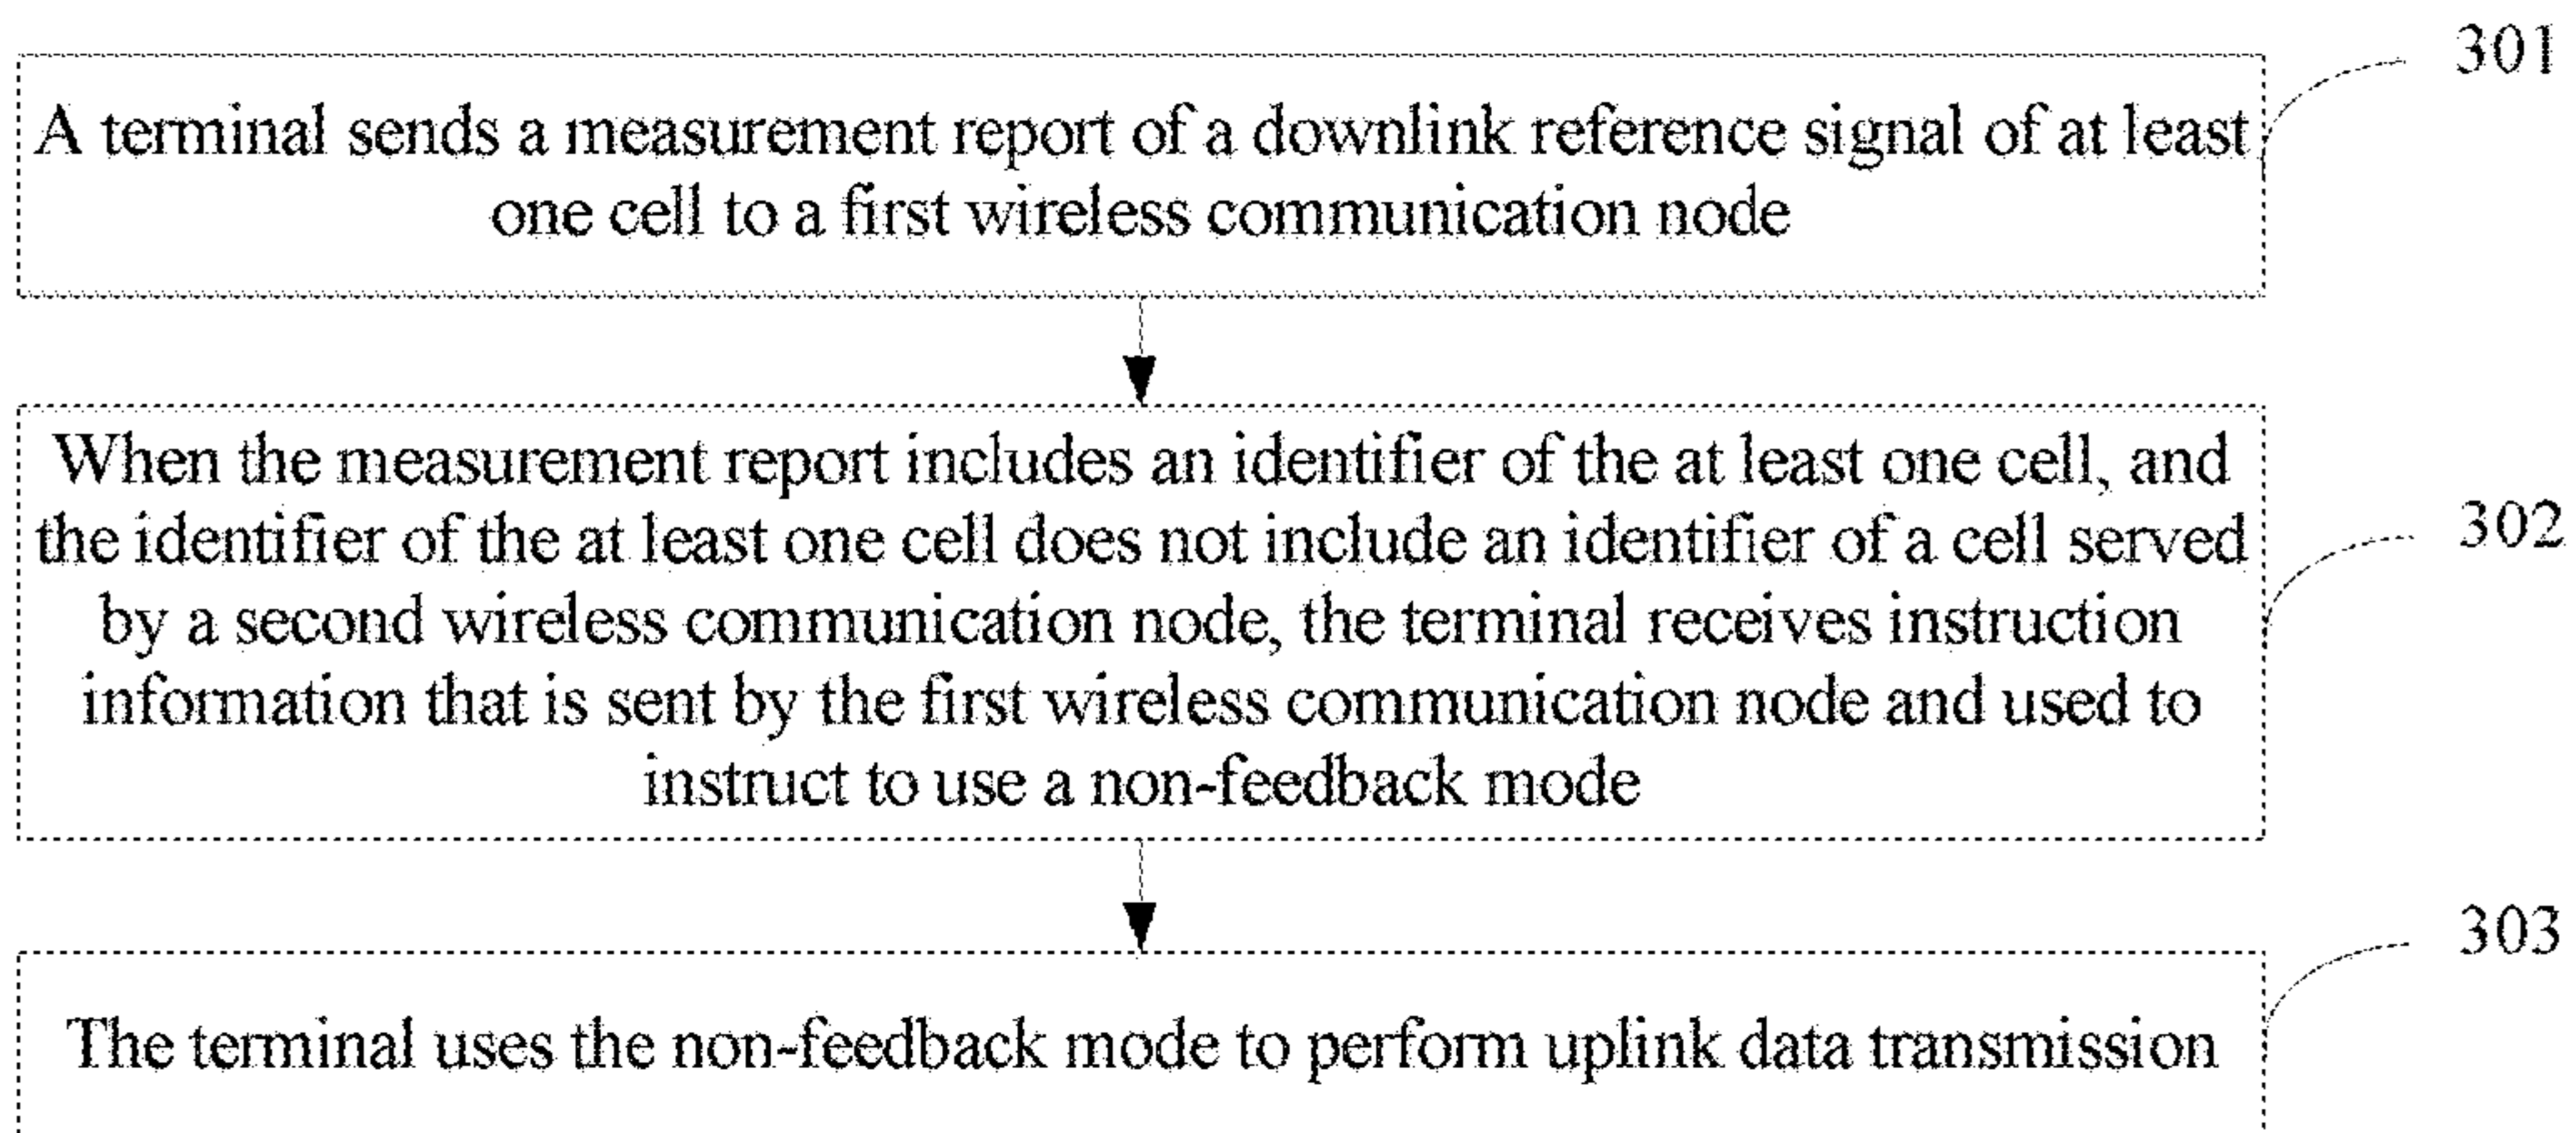 301
A terminal sends a measurement report of a downlink reference signal of at least
one cell to a first wireless communication node
When the measurement report includes an identifier of the at least one cell, and
the identifier of the at least one cell does not include an identifier of a cell served
302
by a second wireless communication node, the terminal receives instruction
information that is sent by the first wireless communication node and used to
instruct to use a non-feedback mode
303
The terminal uses the non-feedback mode to perform uplink data transmission